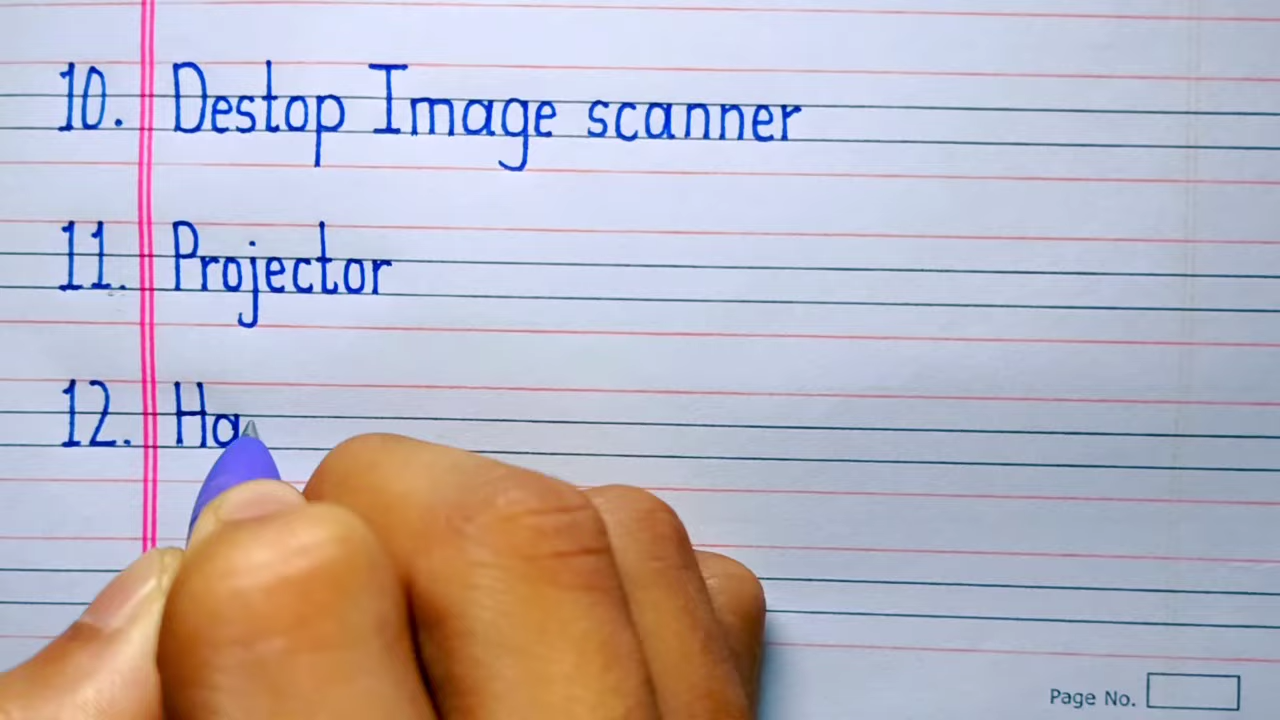 10. Destop Image scanner
11. Projector
12. Ha
Page No.